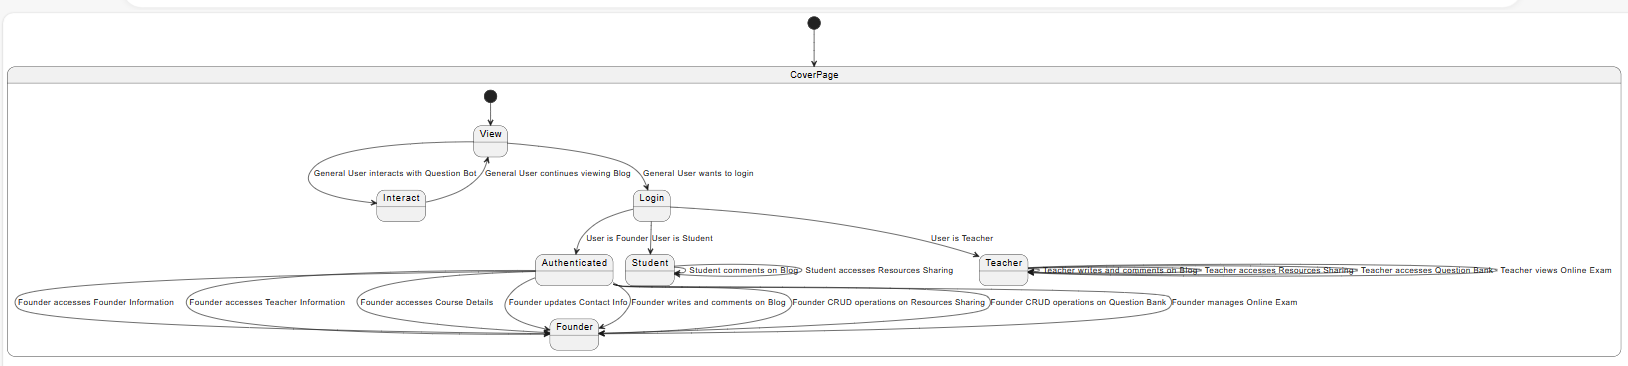 CoverPage
View
General User interacts with Question Bot
General User continues viewing Blog
General User wants to login
Interact
Login
User is Founder
User is Student
User is Teacher
Authenticated
Student
Student comments on Blog
Student accesses Resources Sharing
Teacher
Teacher writes and comments on Blog
Teacher accesses Resources Sharing
Teacher accesses Question Bank
Teacher views Online Exam
Founder accesses Founder Information
Founder accesses Teacher Information
Founder accesses Course Details
Founder updates Contact Info
Founder writes and comments on Blog
Founder CRUD operations on Resources Sharing
Founder CRUD operations on Question Bank
Founder manages Online Exam
Founder